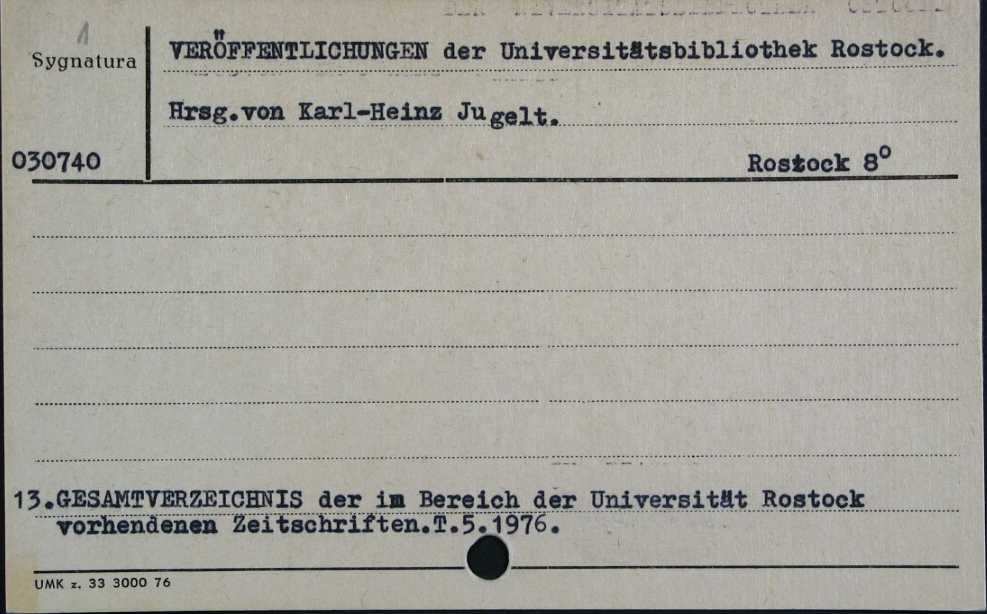 1
Sygnatura
VERÖFFENTLICHUNGEN der Universitätsbibliothek Rostock.
Hrsg.von Karl-Heinz Jugelt.
030740
Rostock 8°
13.GESAMTVERZEICHNIS der im Bereich der Universität Rostock
vorhendenen Zeitschriften.T.5.1976.
UMK z. 33 3000 76